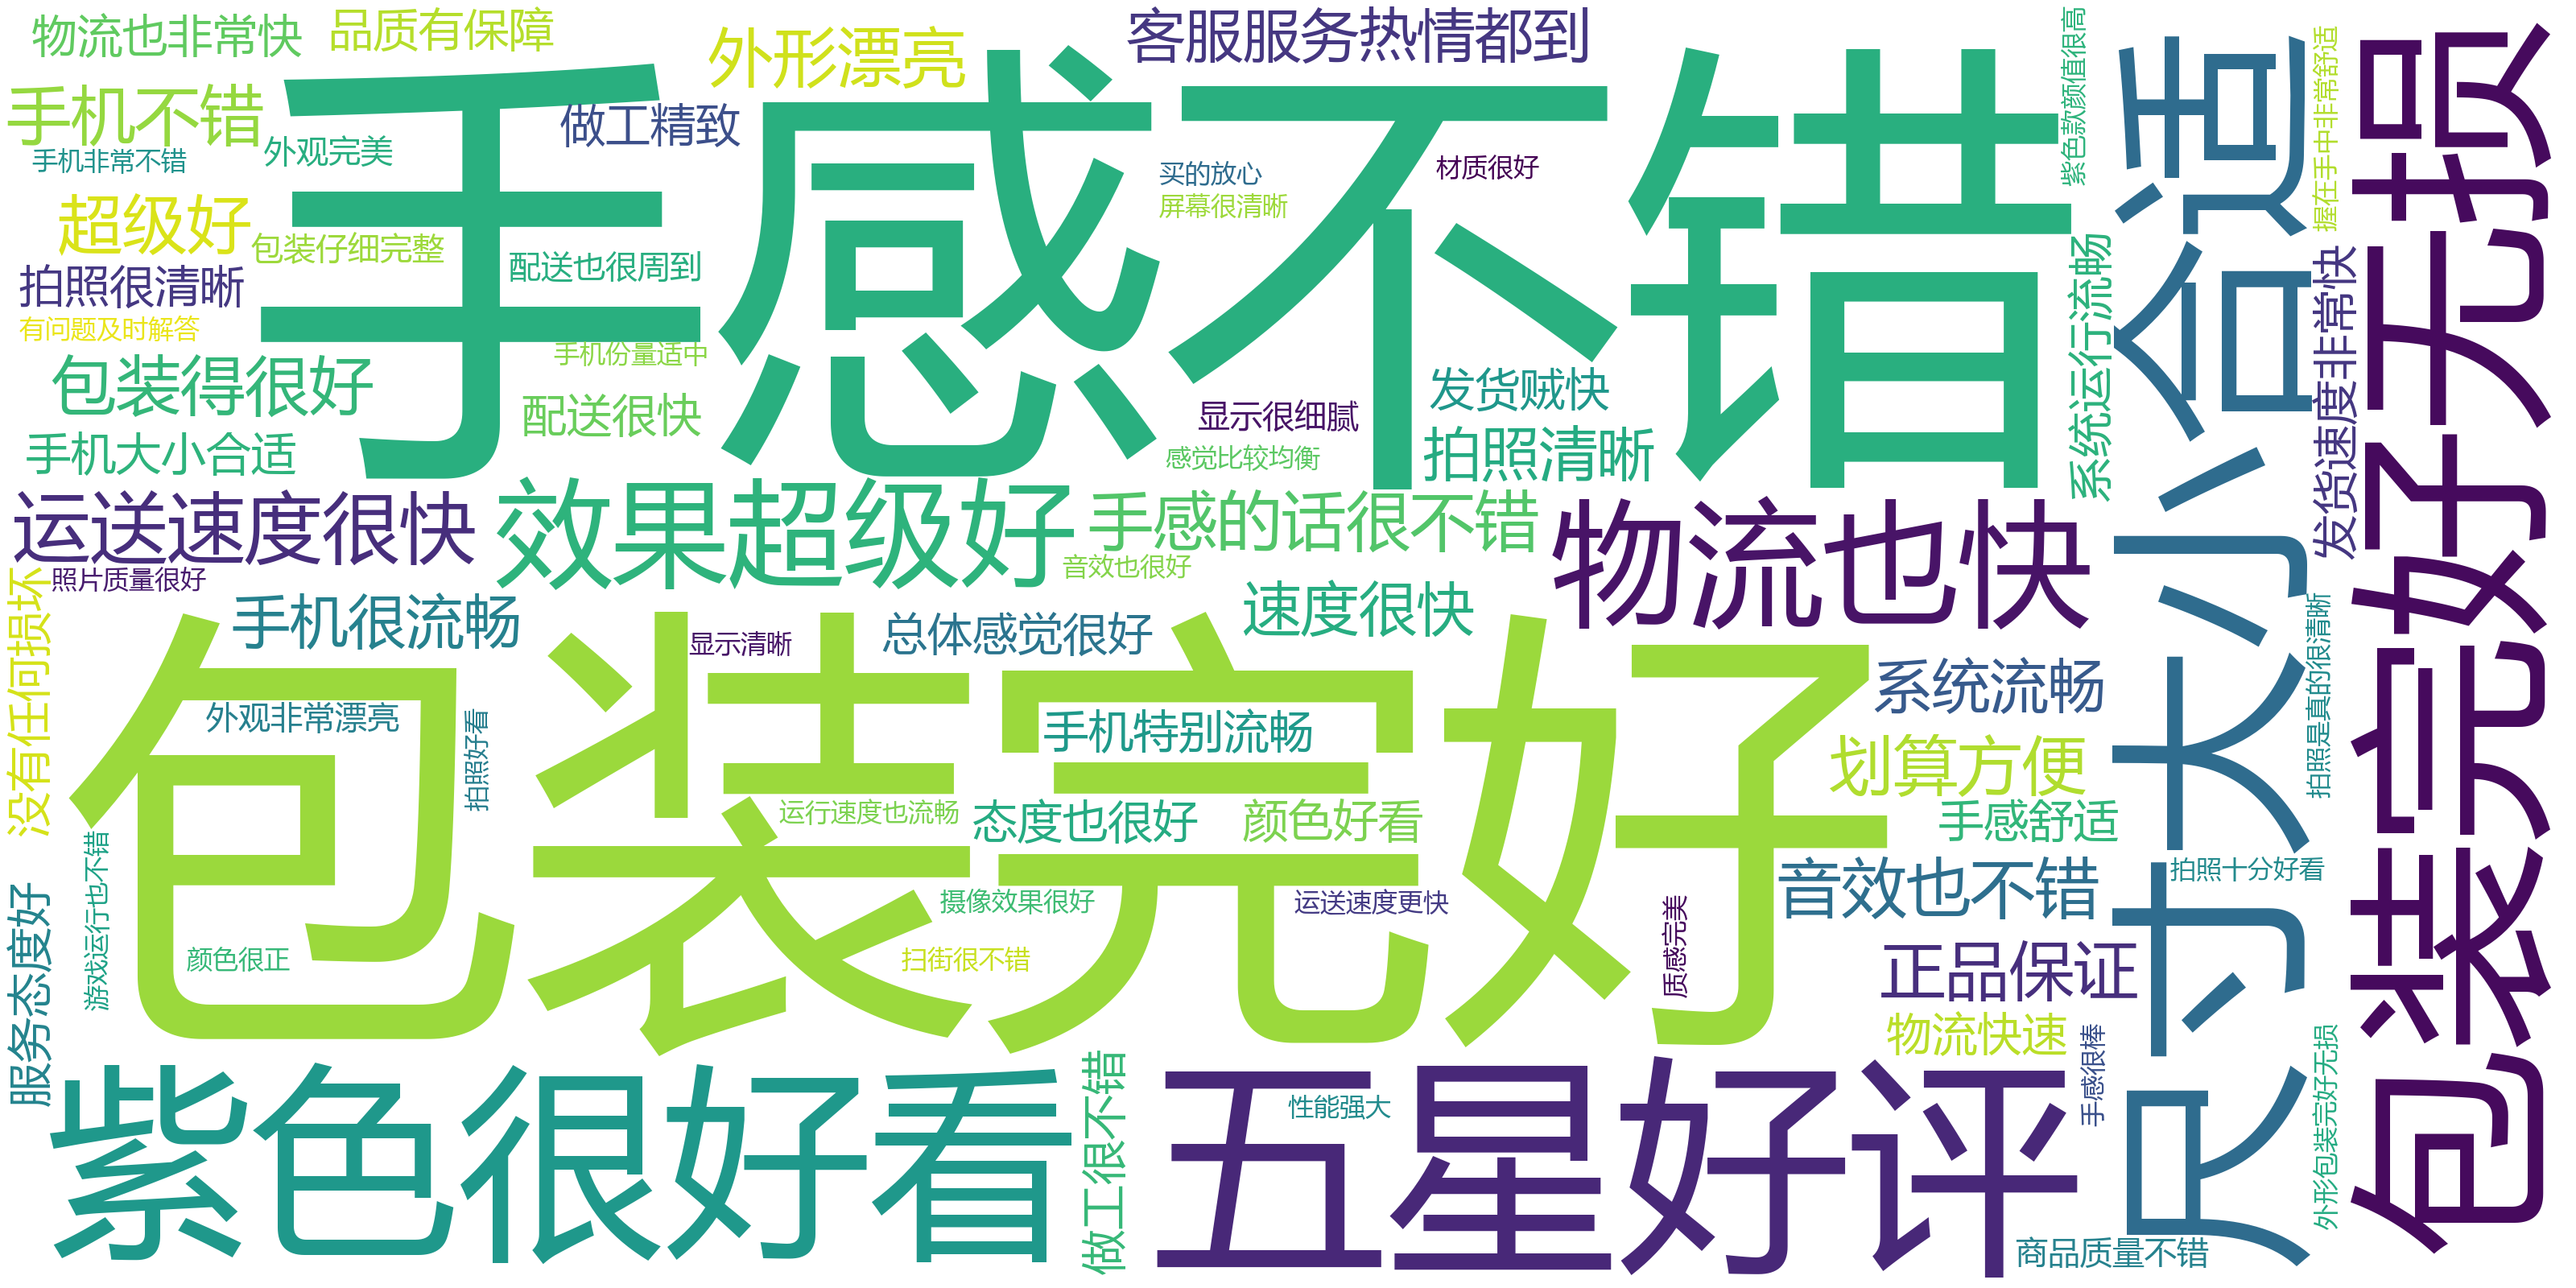 物流也非常快
品质有保障
外形漂亮
客服服务热情都到
紫色款颜值很高
手机不错
手感不错
做工精致
外观完美
手机非常不错
买的放心
材质很好
屏幕很清晰
超级好
包装仔细完整
配送也很周到
拍照很清晰
有问题及时解答
手机份量适中
包装得很好
配送很快
显示很细腻
发货贼快
拍照清晰
感觉比较均衡
手机大小合适
系统运行流畅
尺寸大小合适
握在手中非常舒适
发货速度非常快
包装完好无损
运送速度很快
效果超级好
手感的话很不错
物流也快
音效也很好
照片质量很好
没有任何损坏
手机很流畅
显示清晰
总体感觉很好
速度很快
包装完好
系统流畅
拍照是真的很清晰
外观非常漂亮
拍照好看
手机特别流畅
划算方便
运行速度也流畅
态度也很好
颜色好看
手感舒适
游戏运行也不错
音效也不错
拍照十分好看
摄像效果很好
运送速度更快
质感完美
服务态度好
颜色很正
扫街很不错
正品保证
物流快速
手感很棒
外形包装完好无损
紫色很好看
做工很不错
五星好评
性能强大
商品质量不错